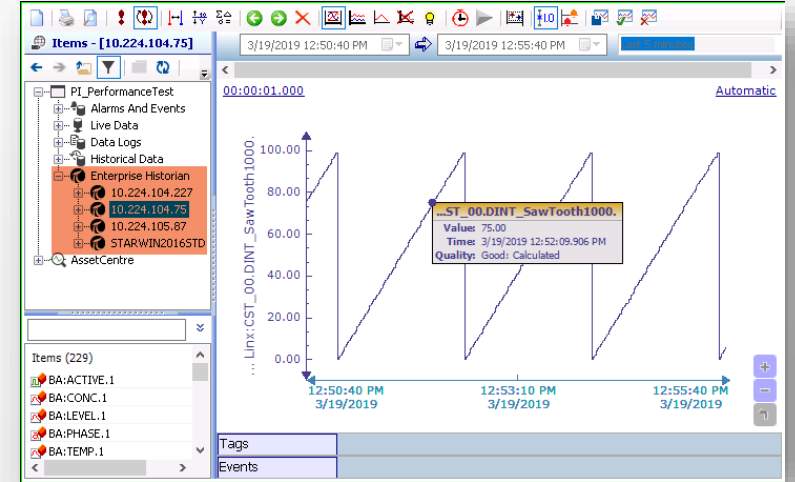 Items - [10.224.104.75]
3/19/2019 12:50:40 PM
3/19/2019 12:55:40 PM
PI_PerformanceTest
Alarms And Events
Live Data
Data Logs
Historical Data
Enterprise Historian
10.224.104.227
10.224.104.75
10.224.105.87
STARWIN2016STD
AssetCentre
Items (229)
BA:ACTIVE.1
BA:CONC.1
BA:LEVEL.1
BA:PHASE.1
BA:TEMP.1
00:00:01.000
Automatic
... Linx:CST_00.DINT_SawTooth1000.
100.00
80.00
60.00
40.00
20.00
0.00
...ST_00.DINT_SawTooth1000.
Value: 75.00
Time: 3/19/2019 12:52:09.906 PM
Quality: Good: Calculated
12:50:40 PM
3/19/2019
12:53:10 PM
3/19/2019
12:55:40 PM
3/19/2019
Tags
Events